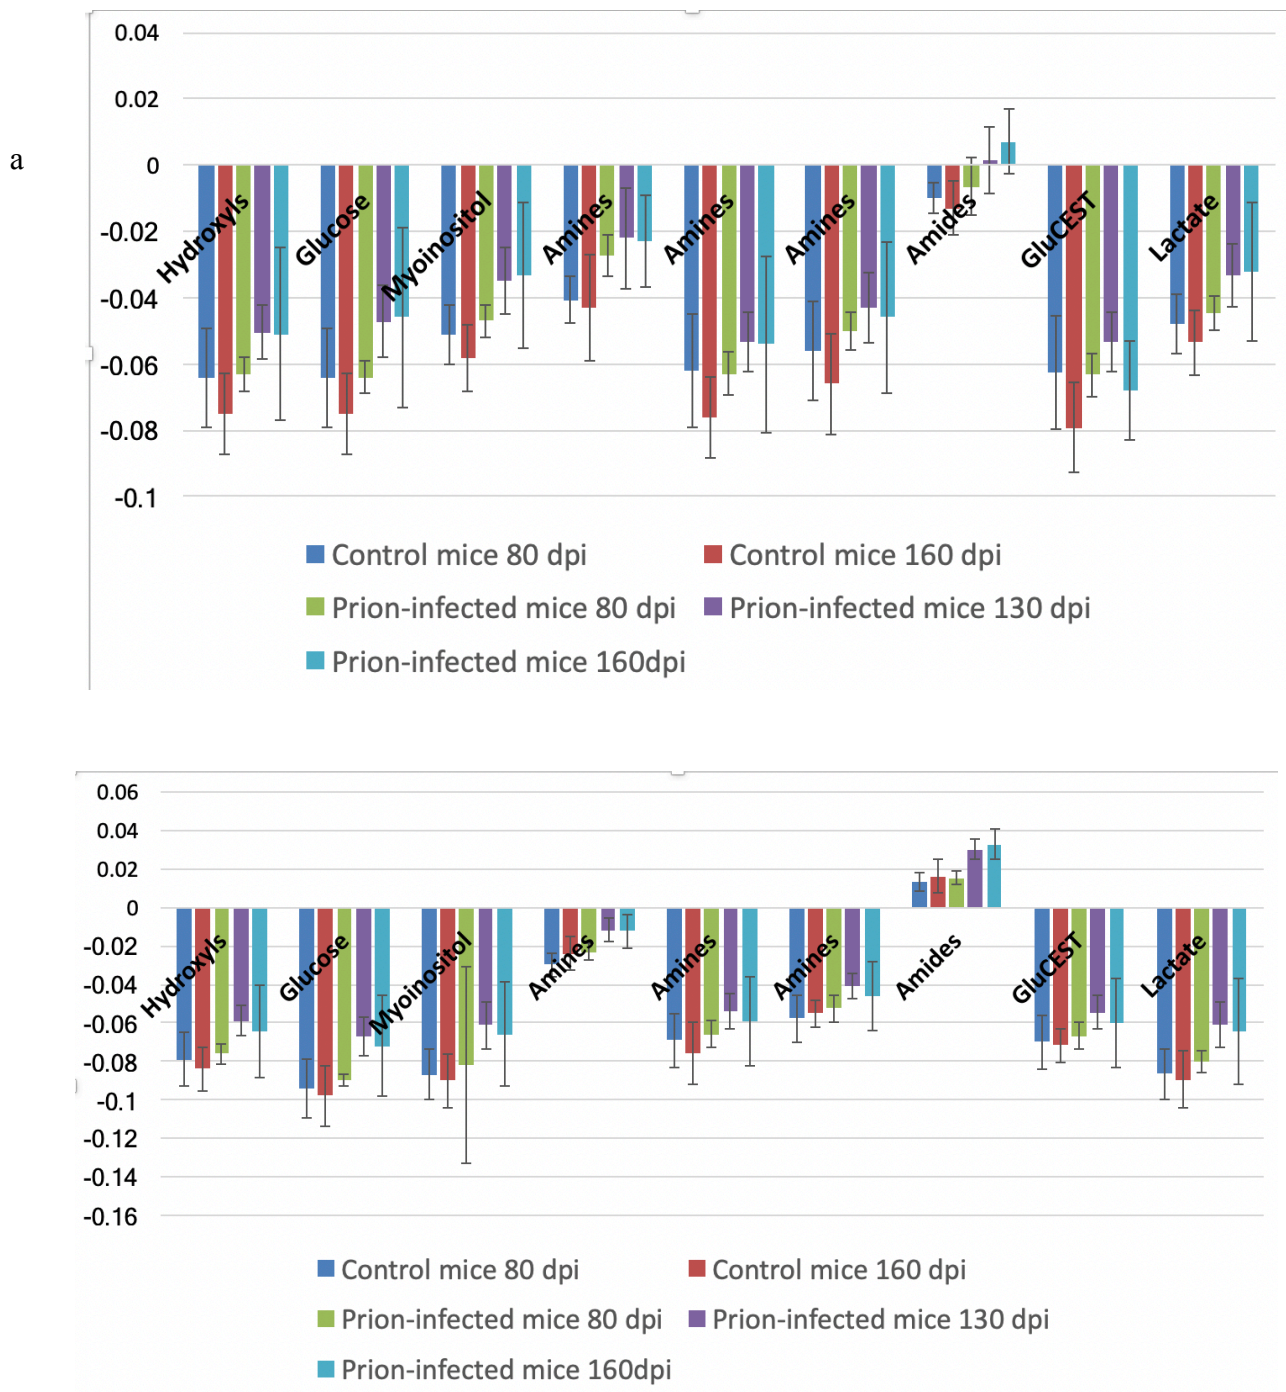 a
0.04
0.02
0
-0.02
-0.04
-0.06
-0.08
-0.1
Hydroxyls
Glucose
Myoinositol
Amines
Amines
Amines
Amides
GluCEST
Lactate
Control mice 80 dpi
Control mice 160 dpi
Prion-infected mice 80 dpi
Prion-infected mice 130 dpi
Prion-infected mice 160dpi
0.06
0.04
0.02
0
-0.02
-0.04
-0.06
-0.08
-0.1
-0.12
-0.14
-0.16
Hydroxyls
Glucose
Myoinositol
Amines
Amines
Amines
Amides
GluCEST
Lactate
Control mice 80 dpi
Control mice 160 dpi
Prion-infected mice 80 dpi
Prion-infected mice 130 dpi
Prion-infected mice 160dpi